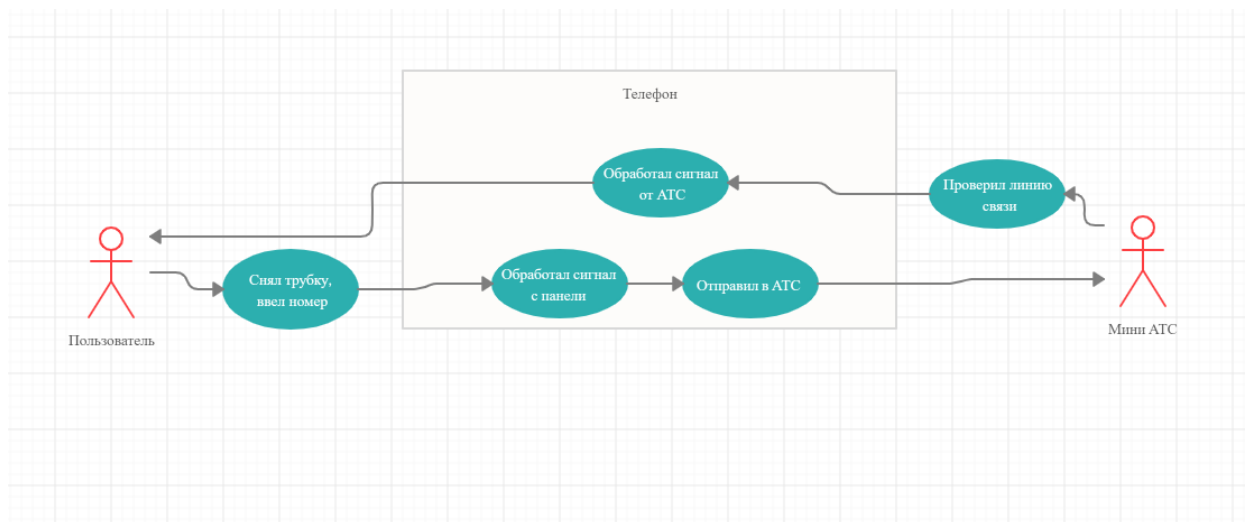 Телефон
Обработал сигнал
от АТС
Проверил линию
связи
Снял трубку,
ввел номер
Обработал сигнал
с панели
Отправил в АТС
Пользователь
Мини АТС